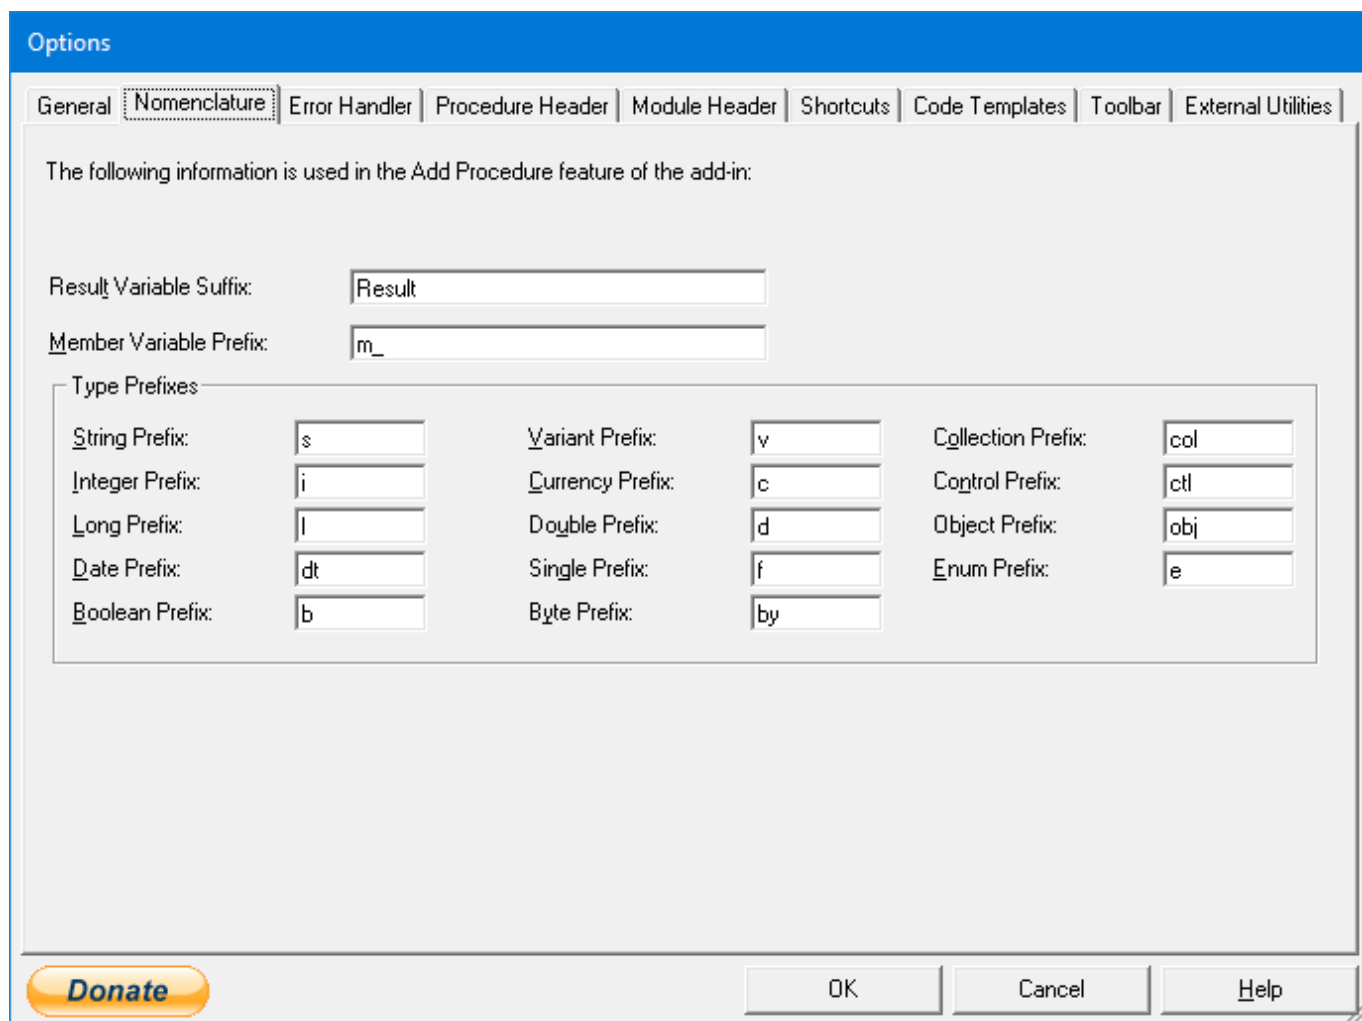 Options
General Nomenclature Error Handler Procedure Header Module Header Shortcuts Code Templates Toolbar External Utilities
The following information is used in the Add Procedure feature of the add-in:
Result Variable Suffix: Result
Member Variable Prefix: m_
Type Prefixes
String Prefix: s Variant Prefix: v Collection Prefix: col
Integer Prefix: i Currency Prefix: c Control Prefix: ctl
Long Prefix: l Double Prefix: d Object Prefix: obj
Date Prefix: dt Single Prefix: f Enum Prefix: e
Boolean Prefix: b Byte Prefix: by
Donate OK Cancel Help